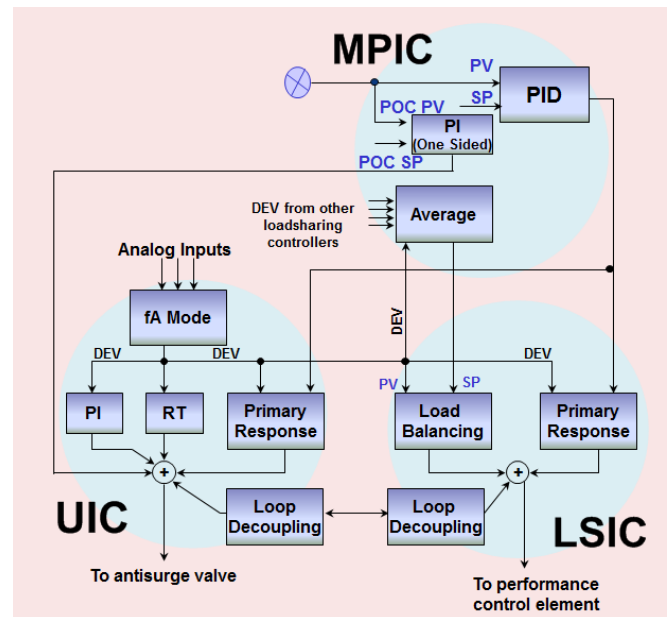 MPIC
PV
PID
POC PV
SP
PI
(One Sided)
POC SP
DEV from other
loadsharing
controllers
Average
Analog Inputs
fA Mode
DEV
DEV
DEV
DEV
PV
SP
PI
RT
Primary
Response
Load
Balancing
Primary
Response
+
+
UIC
Loop
Decoupling
Loop
Decoupling
LSIC
To antisurge valve
To performance
control element